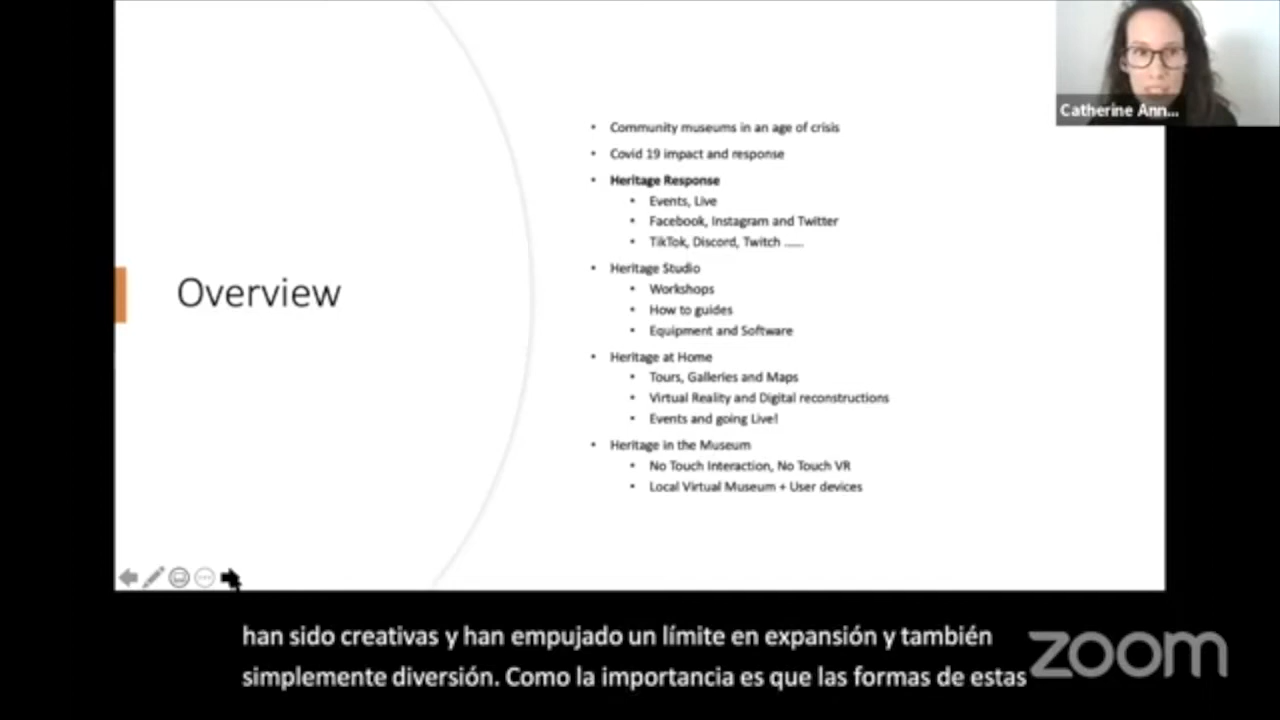 Catherine Ann...
Overview
• Community museums in an age of crisis
• Covid 19 impact and response
• Heritage Response
• Events, Live
• Facebook, Instagram and Twitter
• TikTok, Discord, Twitch ......
• Heritage Studio
• Workshops
• How to guides
• Equipment and Software
• Heritage at Home
• Tours, Galleries and Maps
• Virtual Reality and Digital reconstructions
• Events and going Live!
• Heritage in the Museum
• No Touch Interaction, No Touch VR
• Local Virtual Museum + User devices
han sido creativas y han empujado un límite en expansión y también
simplemente diversión. Como la importancia es que las formas de estas
zoom